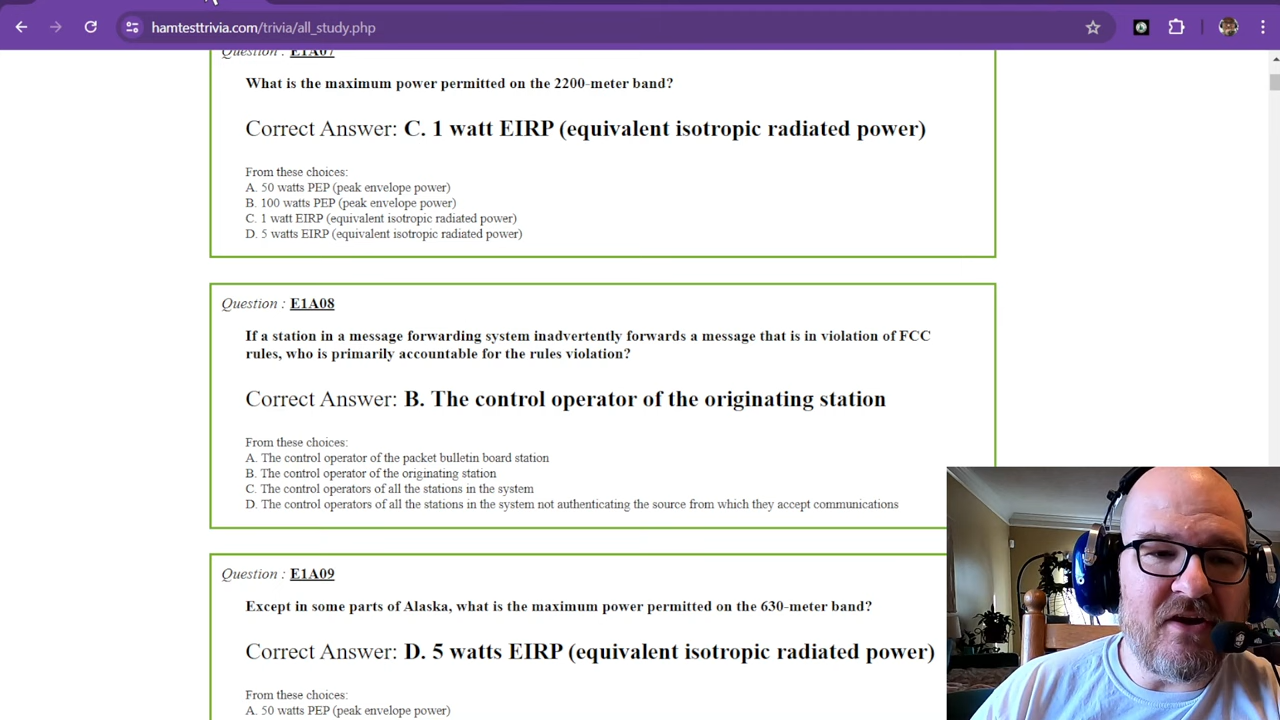 hamtesttrivia.com/trivia/all_study.php
Question : E1A07
What is the maximum power permitted on the 2200-meter band?
Correct Answer: C. 1 watt EIRP (equivalent isotropic radiated power)
From these choices:
A. 50 watts PEP (peak envelope power)
B. 100 watts PEP (peak envelope power)
C. 1 watt EIRP (equivalent isotropic radiated power)
D. 5 watts EIRP (equivalent isotropic radiated power)
Question : E1A08
If a station in a message forwarding system inadvertently forwards a message that is in violation of FCC
rules, who is primarily accountable for the rules violation?
Correct Answer: B. The control operator of the originating station
From these choices:
A. The control operator of the packet bulletin board station
B. The control operator of the originating station
C. The control operators of all the stations in the system
D. The control operators of all the stations in the system not authenticating the source from which they accept communications
Question : E1A09
Except in some parts of Alaska, what is the maximum power permitted on the 630-meter band?
Correct Answer: D. 5 watts EIRP (equivalent isotropic radiated power)
From these choices:
A. 50 watts PEP (peak envelope power)